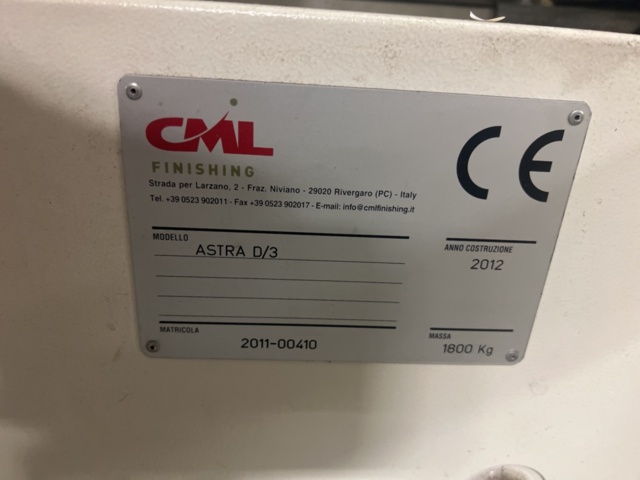 CML
FINISHING
Strada per Larzano, 2 - Fraz. Niviano - 29020 Rivergaro (PC) - Italy
Tel. +39 0523 902011 - Fax +39 0523 902017 - E-mail: info@cmlfinishing.it
CE
MODELLO
ASTRA D/3
ANNO COSTRUZIONE
2012
MATRICOLA
2011-00410
MASSA
1800 Kg